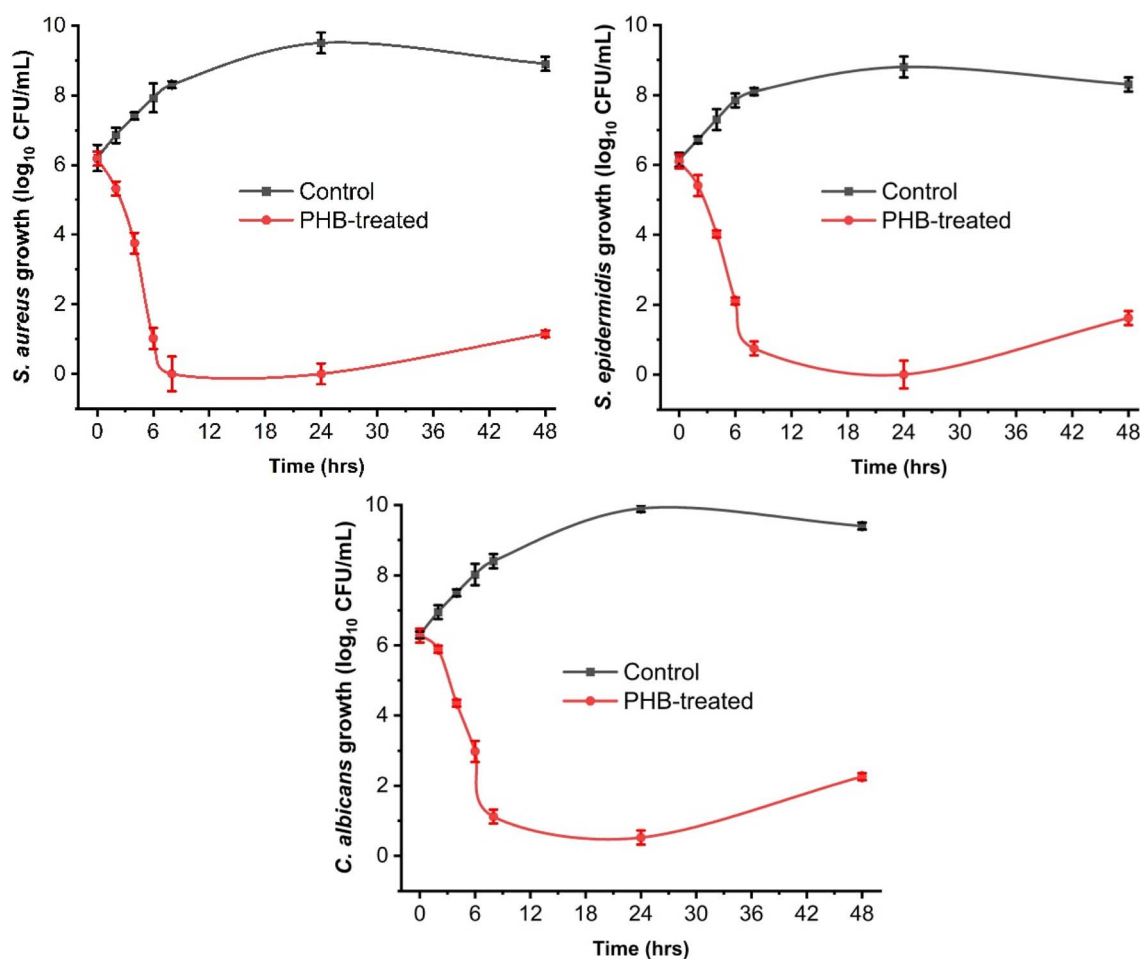 S. aureus growth (log₁₀ CFU/mL)
10
8
6
4
2
0
Control
PHB-treated
0 6 12 18 24 30 36 42 48
Time (hrs)
S. epidermidis growth (log₁₀ CFU/mL)
10
8
6
4
2
0
Control
PHB-treated
0 6 12 18 24 30 36 42 48
Time (hrs)
C. albicans growth (log₁₀ CFU/mL)
10
8
6
4
2
0
Control
PHB-treated
0 6 12 18 24 30 36 42 48
Time (hrs)